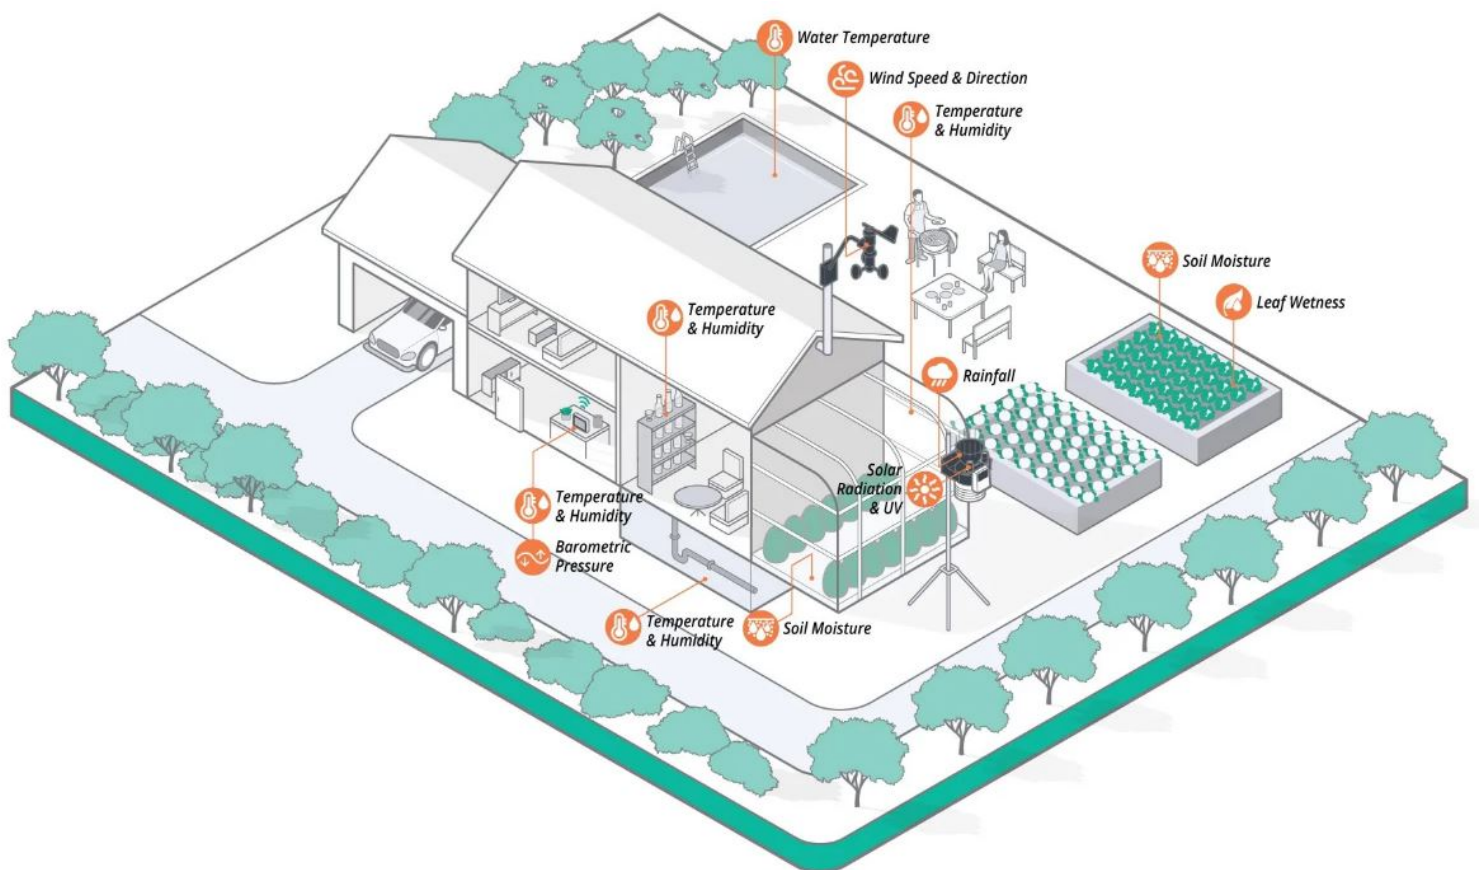 Water Temperature
Wind Speed & Direction
Temperature
& Humidity
Soil Moisture
Leaf Wetness
Temperature
& Humidity
Rainfall
Solar
Radiation
& UV
Temperature
& Humidity
Barometric
Pressure
Temperature
& Humidity
Soil Moisture